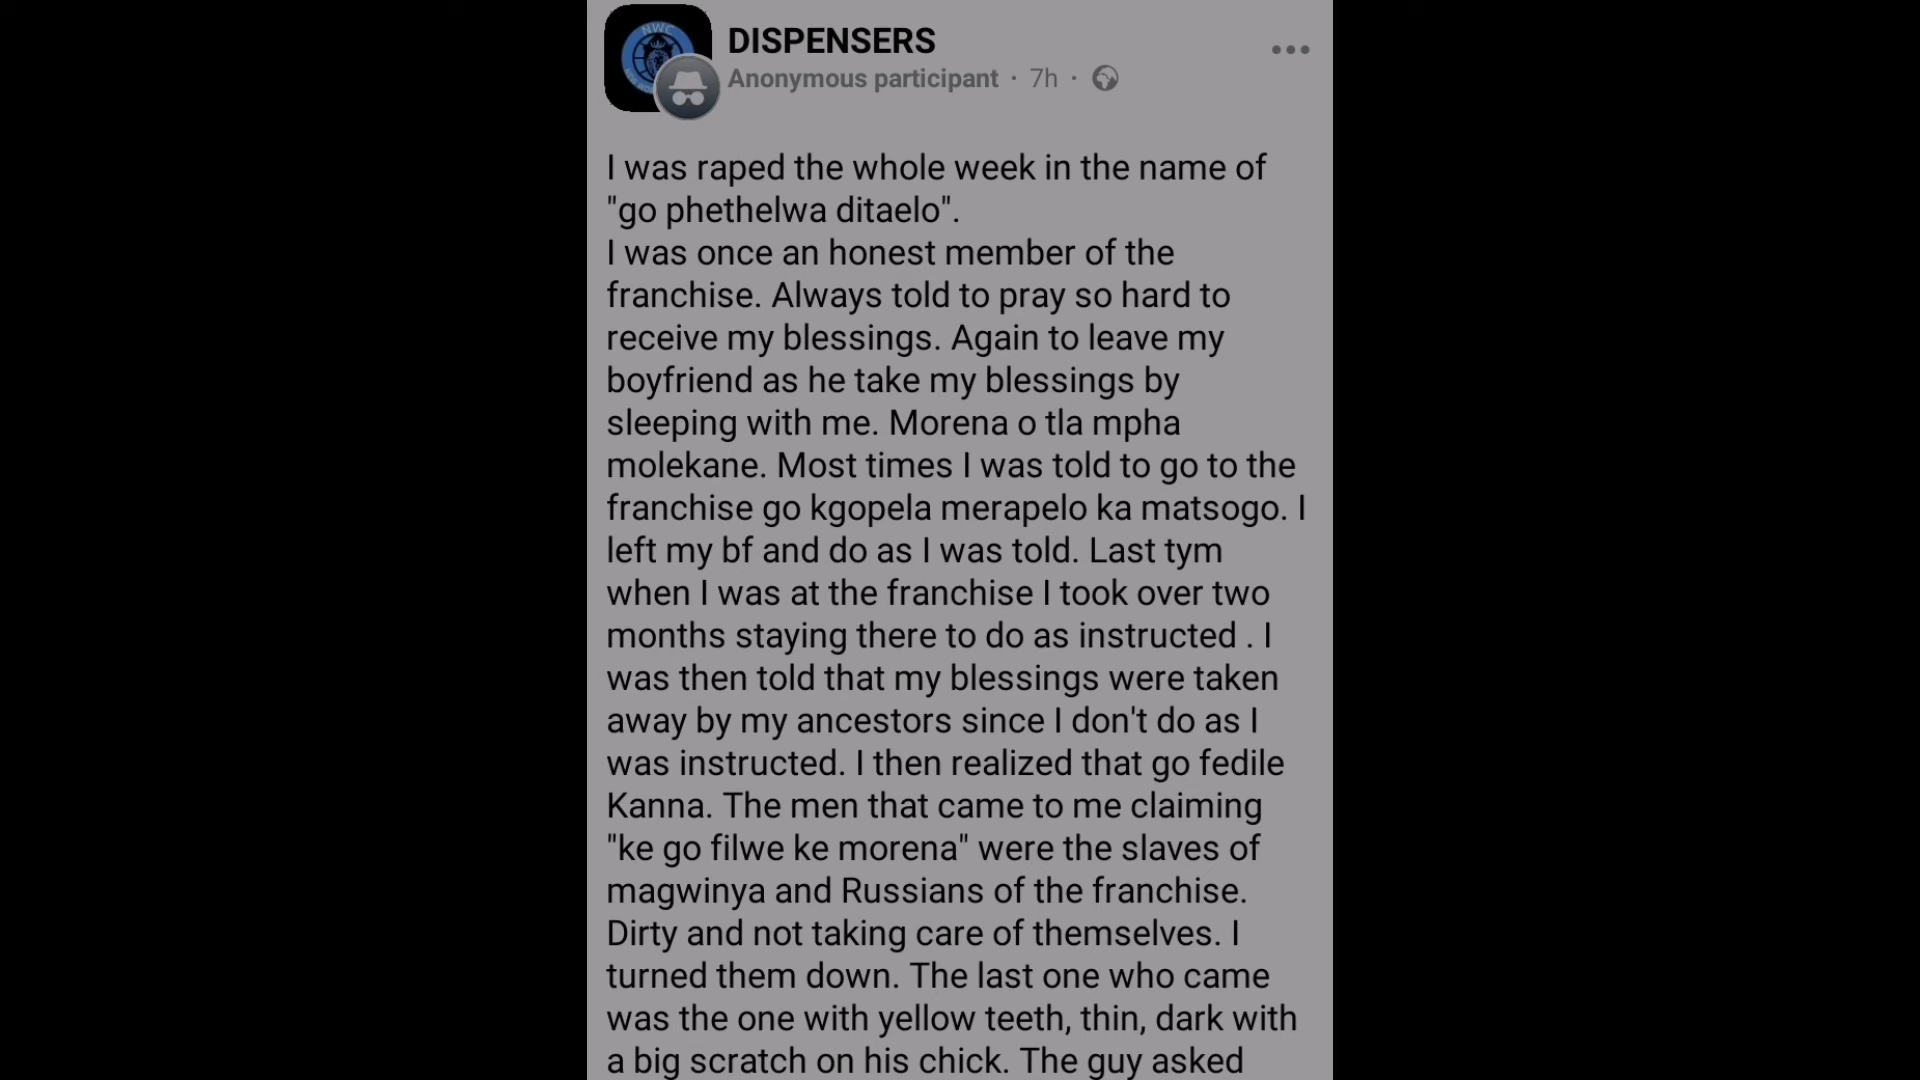 NWC
DISPENSERS
Anonymous participant · 7h ·
I was raped the whole week in the name of
"go phethelwa ditaelo".
I was once an honest member of the
franchise. Always told to pray so hard to
receive my blessings. Again to leave my
boyfriend as he take my blessings by
sleeping with me. Morena o tla mpha
molekane. Most times I was told to go to the
franchise go kgopela merapelo ka matsogo. I
left my bf and do as I was told. Last tym
when I was at the franchise I took over two
months staying there to do as instructed . I
was then told that my blessings were taken
away by my ancestors since I don't do as I
was instructed. I then realized that go fedile
Kanna. The men that came to me claiming
"ke go filwe ke morena" were the slaves of
magwinya and Russians of the franchise.
Dirty and not taking care of themselves. I
turned them down. The last one who came
was the one with yellow teeth, thin, dark with
a big scratch on his chick. The guy asked